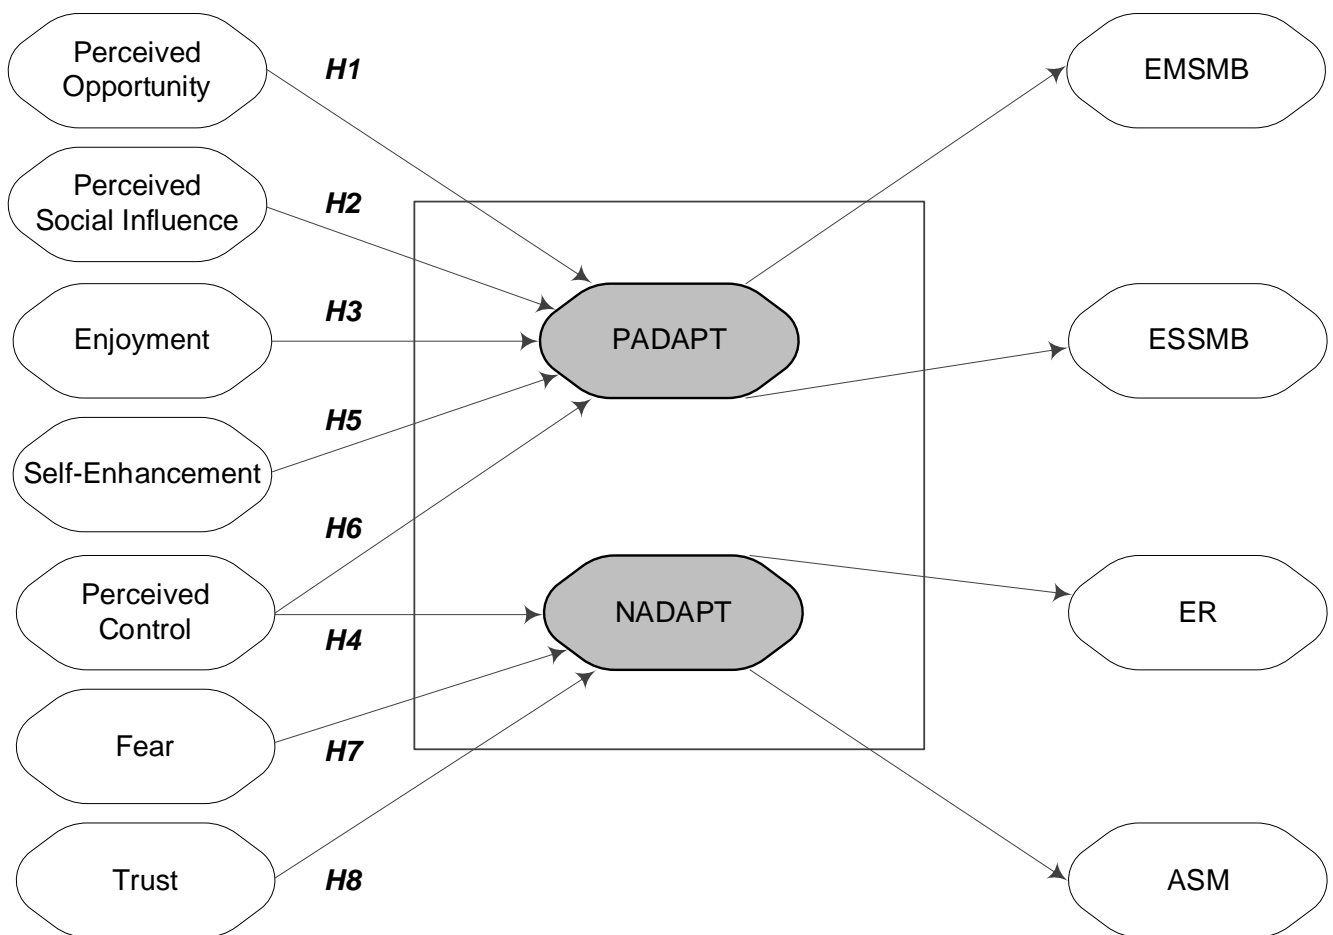 Perceived
Opportunity
H1
EMSMB
Perceived
Social Influence
H2
Enjoyment
H3
PADAPT
ESSMB
Self-Enhancement
H5
H6
Perceived
Control
H4
NADAPT
ER
Fear
H7
Trust
H8
ASM